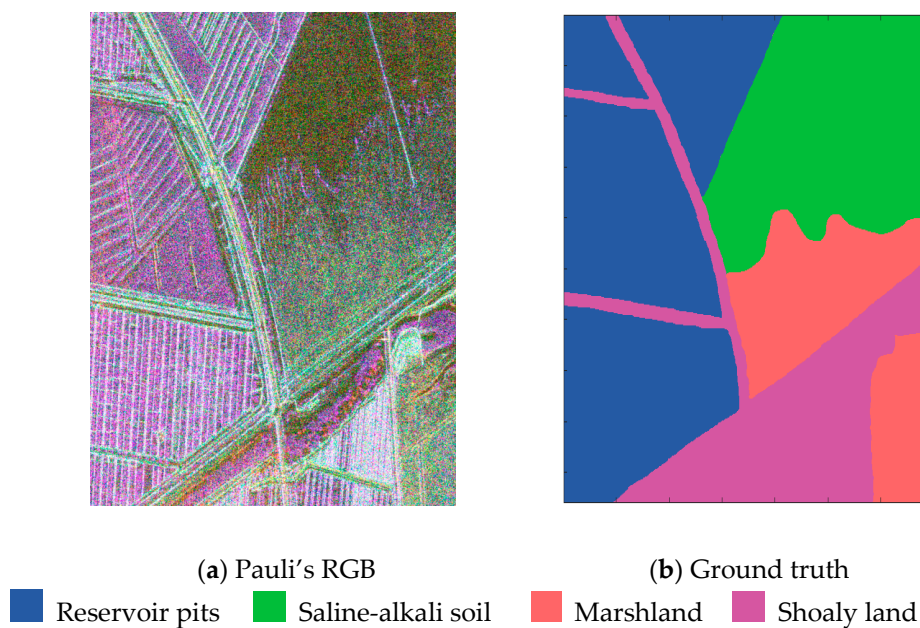 (a) Pauli’s RGB (b) Ground truth
Reservoir pits Saline-alkali soil Marshland Shoaly land